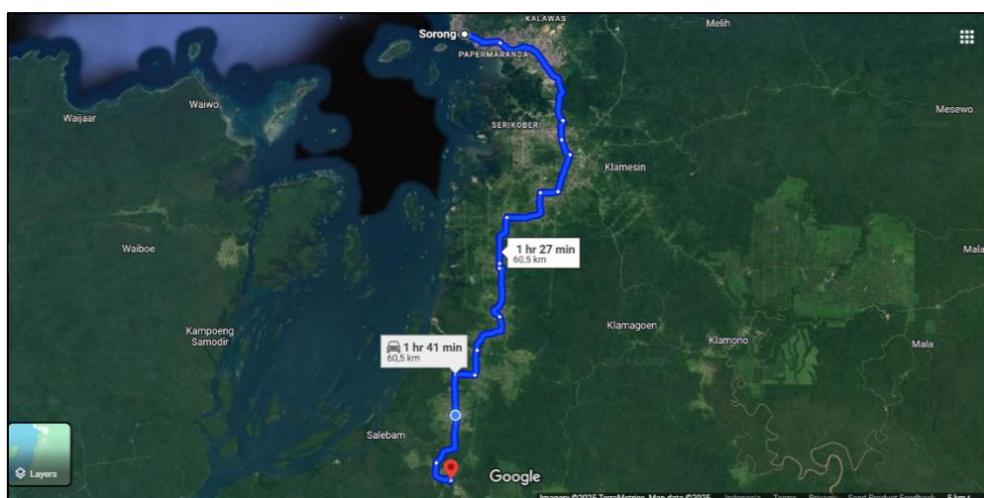 KALAWAS
Melih
Sorong
PAPERMARANDA
Waiwo
Waijaar
Mesewo
SERIKOBERI
Klamesin
Waiboe
1 hr 27 min
60,5 km
Mala
Kampoeng
Samodir
Klamagoen
Klamono
Mala
1 hr 41 min
60,5 km
Salebam
Layers
Google
Imagery ©2025 TerraMetrics, Map data ©2025 Indonesia Terms Privacy Send Product Feedback 5 km